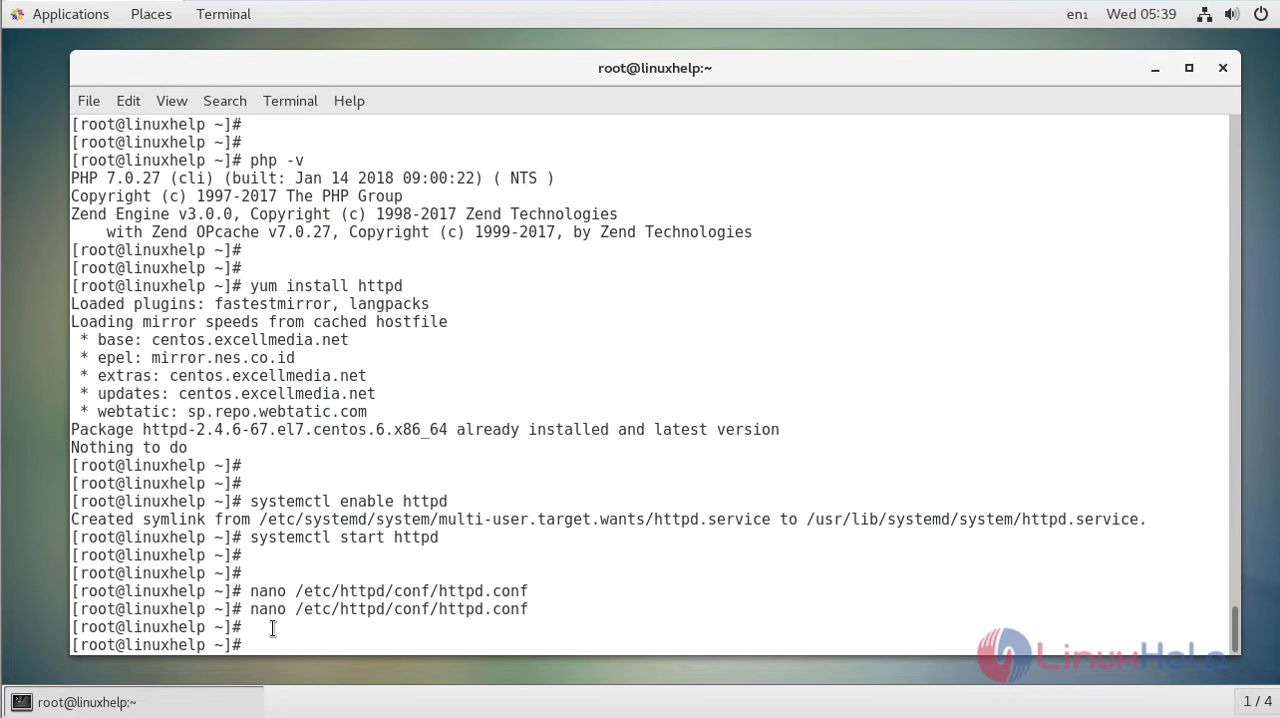 Applications Places Terminal en₁ Wed 05:39
root@linuxhelp:~
File Edit View Search Terminal Help
[root@linuxhelp ~]#
[root@linuxhelp ~]#
[root@linuxhelp ~]# php -v
PHP 7.0.27 (cli) (built: Jan 14 2018 09:00:22) ( NTS )
Copyright (c) 1997-2017 The PHP Group
Zend Engine v3.0.0, Copyright (c) 1998-2017 Zend Technologies
    with Zend OPcache v7.0.27, Copyright (c) 1999-2017, by Zend Technologies
[root@linuxhelp ~]#
[root@linuxhelp ~]#
[root@linuxhelp ~]# yum install httpd
Loaded plugins: fastestmirror, langpacks
Loading mirror speeds from cached hostfile
 * base: centos.excellmedia.net
 * epel: mirror.nes.co.id
 * extras: centos.excellmedia.net
 * updates: centos.excellmedia.net
 * webtatic: sp.repo.webtatic.com
Package httpd-2.4.6-67.el7.centos.6.x86_64 already installed and latest version
Nothing to do
[root@linuxhelp ~]#
[root@linuxhelp ~]#
[root@linuxhelp ~]# systemctl enable httpd
Created symlink from /etc/systemd/system/multi-user.target.wants/httpd.service to /usr/lib/systemd/system/httpd.service.
[root@linuxhelp ~]# systemctl start httpd
[root@linuxhelp ~]#
[root@linuxhelp ~]#
[root@linuxhelp ~]# nano /etc/httpd/conf/httpd.conf
[root@linuxhelp ~]# nano /etc/httpd/conf/httpd.conf
[root@linuxhelp ~]#
[root@linuxhelp ~]#
LinuxHelp
root@linuxhelp:~ 1 / 4